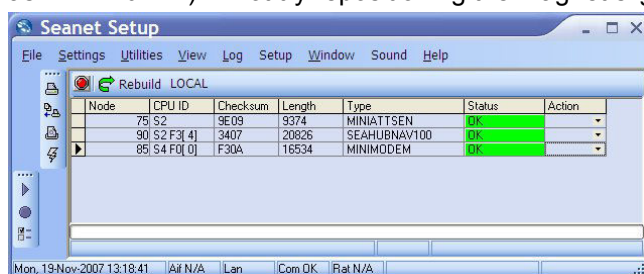 Seanet Setup
File Settings Utilities View Log Setup Window Sound Help
Rebuild LOCAL
Node CPU ID Checksum Length Type Status Action
75 S2 9E09 9374 MINIATTSEN OK
90 S2 F3[ 4] 3407 20826 SEAHUBNAV100 OK
85 S4 F0[ 0] F30A 16534 MINIMODEM OK
Mon, 19-Nov-2007 13:18:41 Aif N/A Lan Com OK Rat N/A